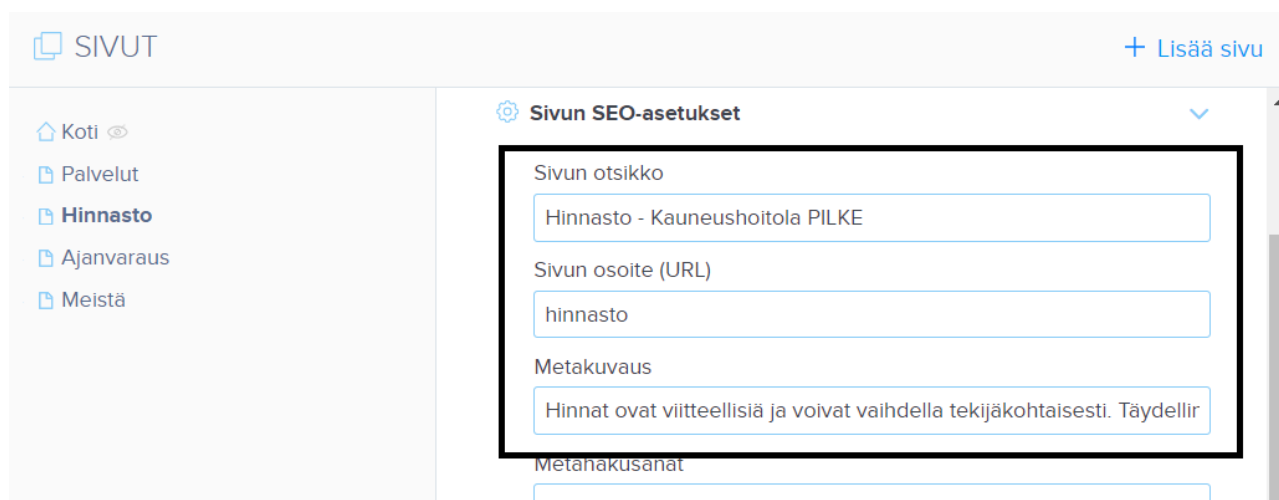 SIVUT
+ Lisää sivu
Koti
Palvelut
Hinnasto
Ajanvaraus
Meistä
Sivun SEO-asetukset
Sivun otsikko
Hinnasto - Kauneushoitola PILKE
Sivun osoite (URL)
hinnasto
Metakuvaus
Hinnat ovat viitteellisiä ja voivat vaihdella tekijäkohtaisesti. Täydellir
Metahakusanat